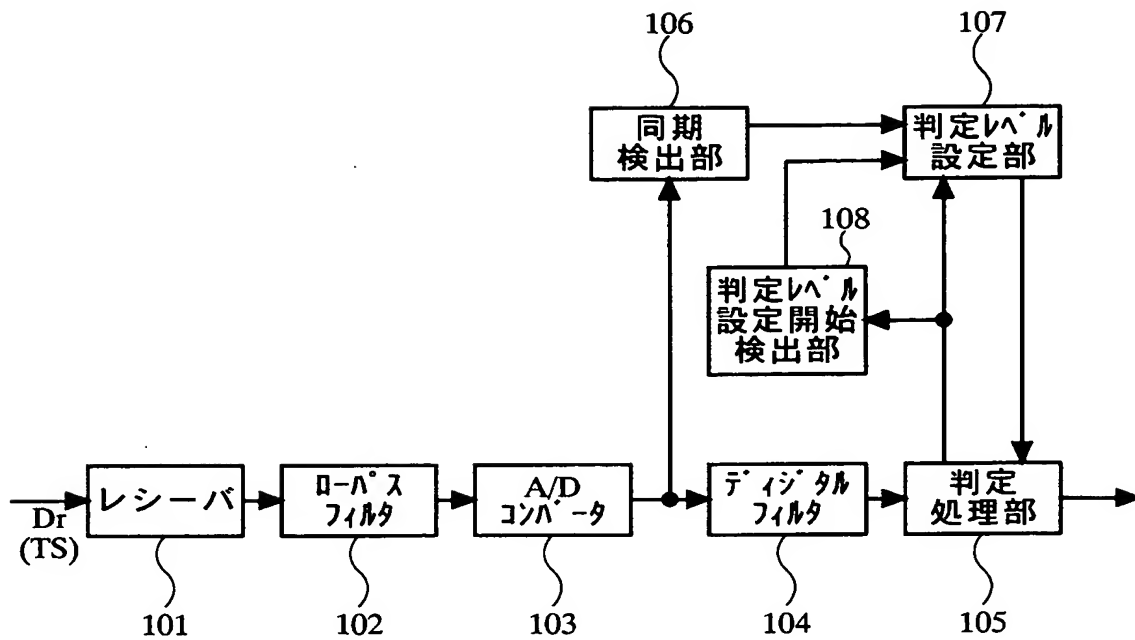 106
107
同期
検出部
判定レベル
設定部
108
判定レベル
設定開始
検出部
レシーバ
ローパス
フィルタ
A/D
コンバータ
ディジタル
フィルタ
判定
処理部
Dr
(TS)
101
102
103
104
105